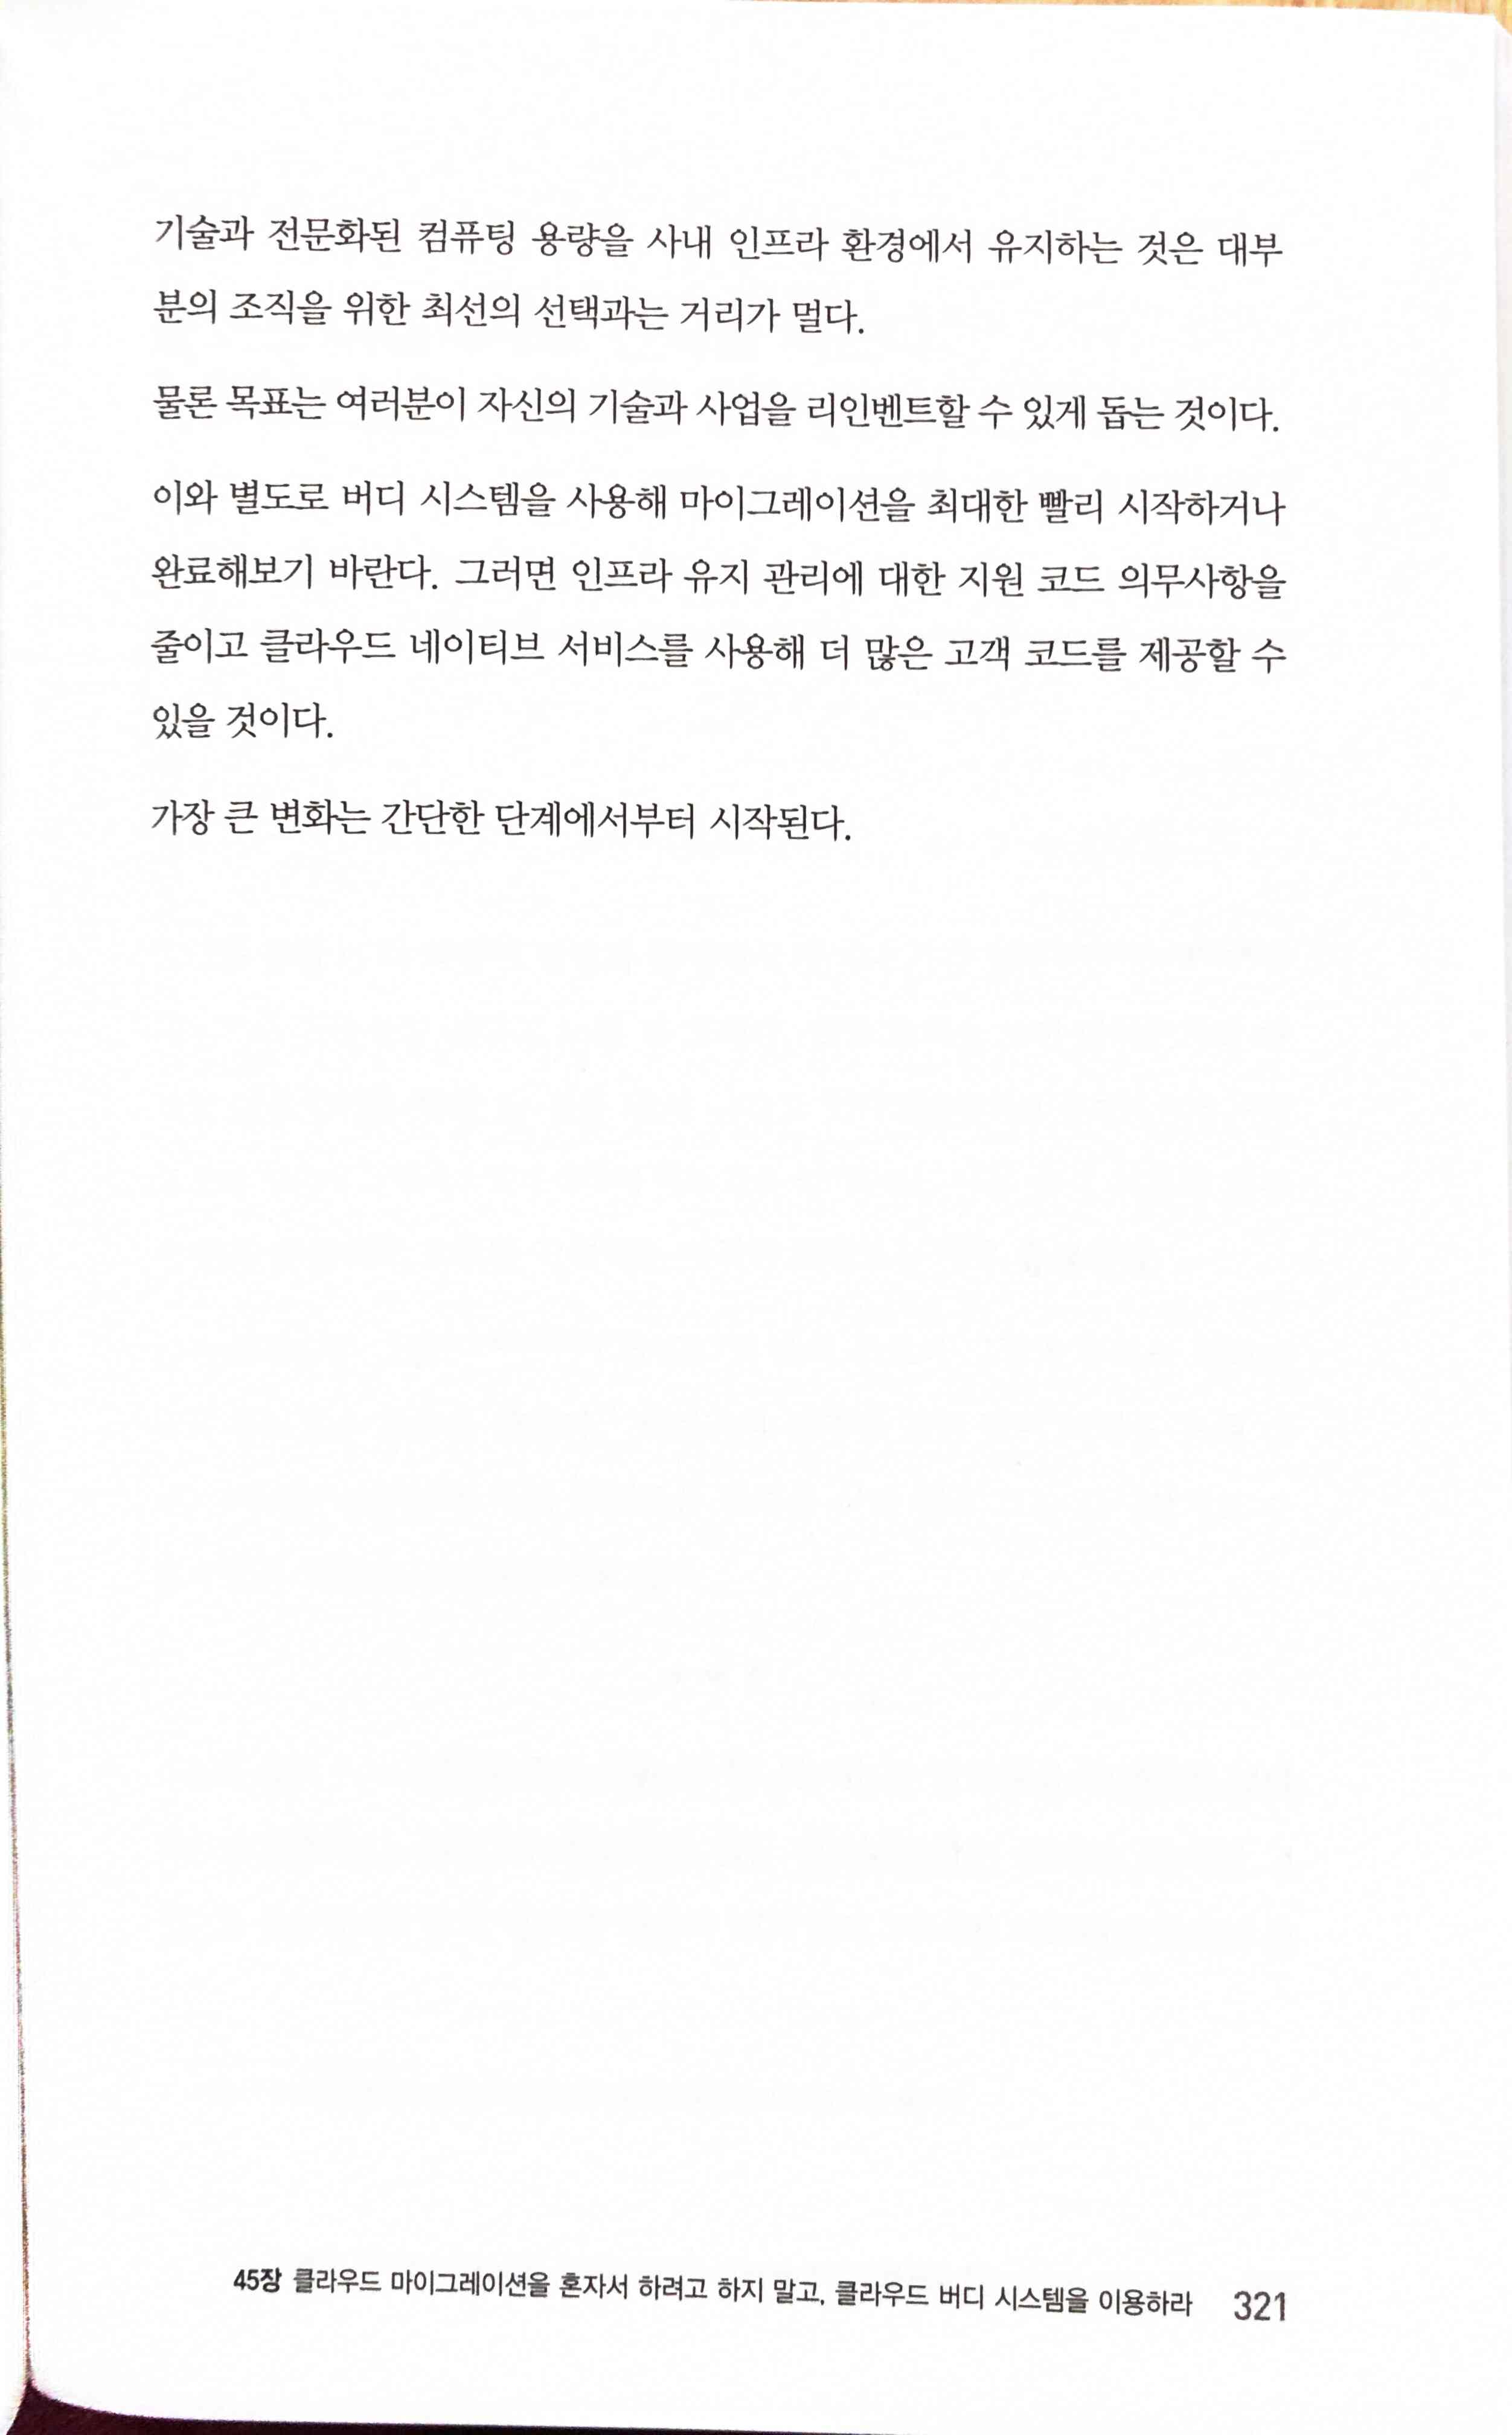 기술과 전문화된 컴퓨팅 용량을 사내 인프라 환경에서 유지하는 것은 대부
분의 조직을 위한 최선의 선택과는 거리가 멀다.
물론 목표는 여러분이 자신의 기술과 사업을 리인벤트할 수 있게 돕는 것이다.
이와 별도로 버디 시스템을 사용해 마이그레이션을 최대한 빨리 시작하거나
완료해보기 바란다. 그러면 인프라 유지 관리에 대한 지원 코드 의무사항을
줄이고 클라우드 네이티브 서비스를 사용해 더 많은 고객 코드를 제공할 수
있을 것이다.
가장 큰 변화는 간단한 단계에서부터 시작된다.
45장 클라우드 마이그레이션을 혼자서 하려고 하지 말고, 클라우드 버디 시스템을 이용하라 321